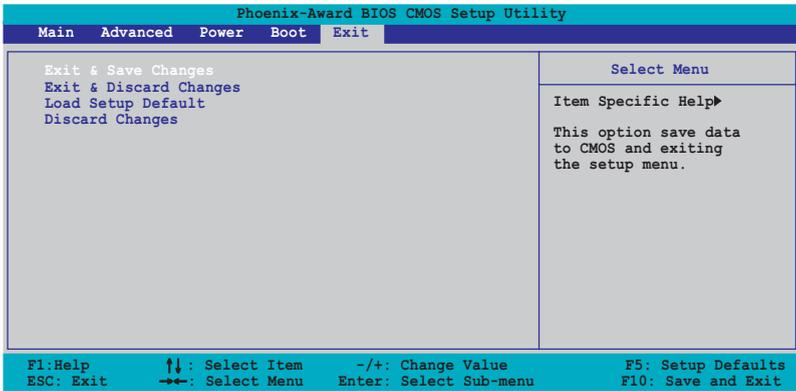 Phoenix-Award BIOS CMOS Setup Utility
Main Advanced Power Boot Exit
Exit & Save Changes
Exit & Discard Changes
Load Setup Default
Discard Changes
Select Menu
Item Specific Help▶
This option save data
to CMOS and exiting
the setup menu.
F1:Help ↑↓: Select Item -/+: Change Value F5: Setup Defaults
ESC: Exit →←: Select Menu Enter: Select Sub-menu F10: Save and Exit